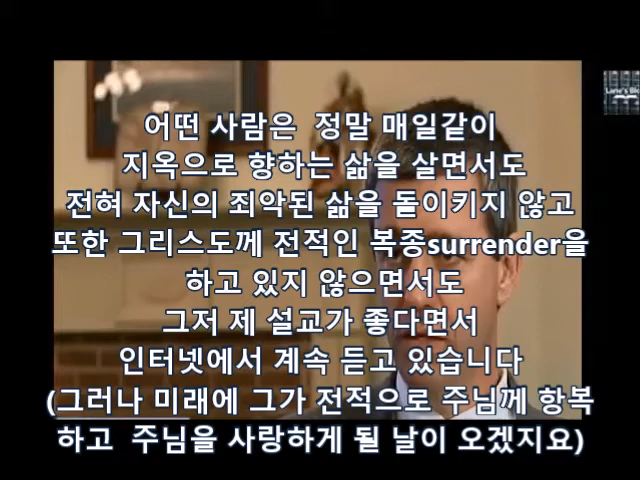 어떤 사람은 정말 매일같이
지옥으로 향하는 삶을 살면서도
전혀 자신의 죄악된 삶을 돌이키지 않고
또한 그리스도께 전적인 복종surrender을
하고 있지 않으면서도
그저 제 설교가 좋다면서
인터넷에서 계속 듣고 있습니다
(그러나 미래에 그가 전적으로 주님께 항복
하고 주님을 사랑하게 될 날이 오겠지요)
Lane's Blo